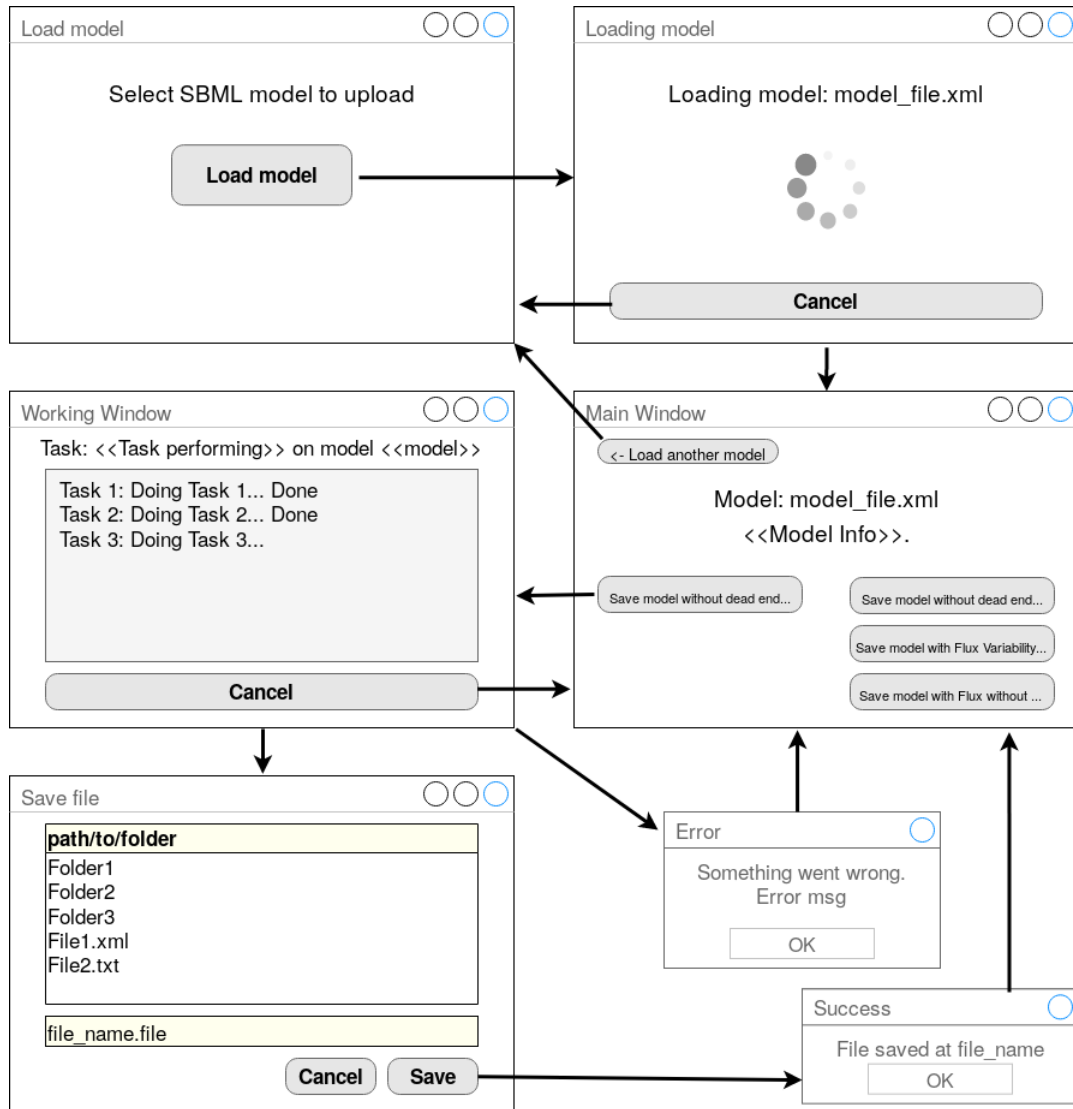 Load model
Select SBML model to upload
Load model
Loading model
Loading model: model_file.xml
Cancel
Working Window
Task: <<Task performing>> on model <<model>>
Task 1: Doing Task 1... Done
Task 2: Doing Task 2... Done
Task 3: Doing Task 3...
Cancel
Main Window
<- Load another model
Model: model_file.xml
<<Model Info>>.
Save model without dead end...
Save model without dead end...
Save model with Flux Variability...
Save model with Flux without ...
Save file
path/to/folder
Folder1
Folder2
Folder3
File1.xml
File2.txt
file_name.file
Cancel
Save
Error
Something went wrong.
Error msg
OK
Success
File saved at file_name
OK